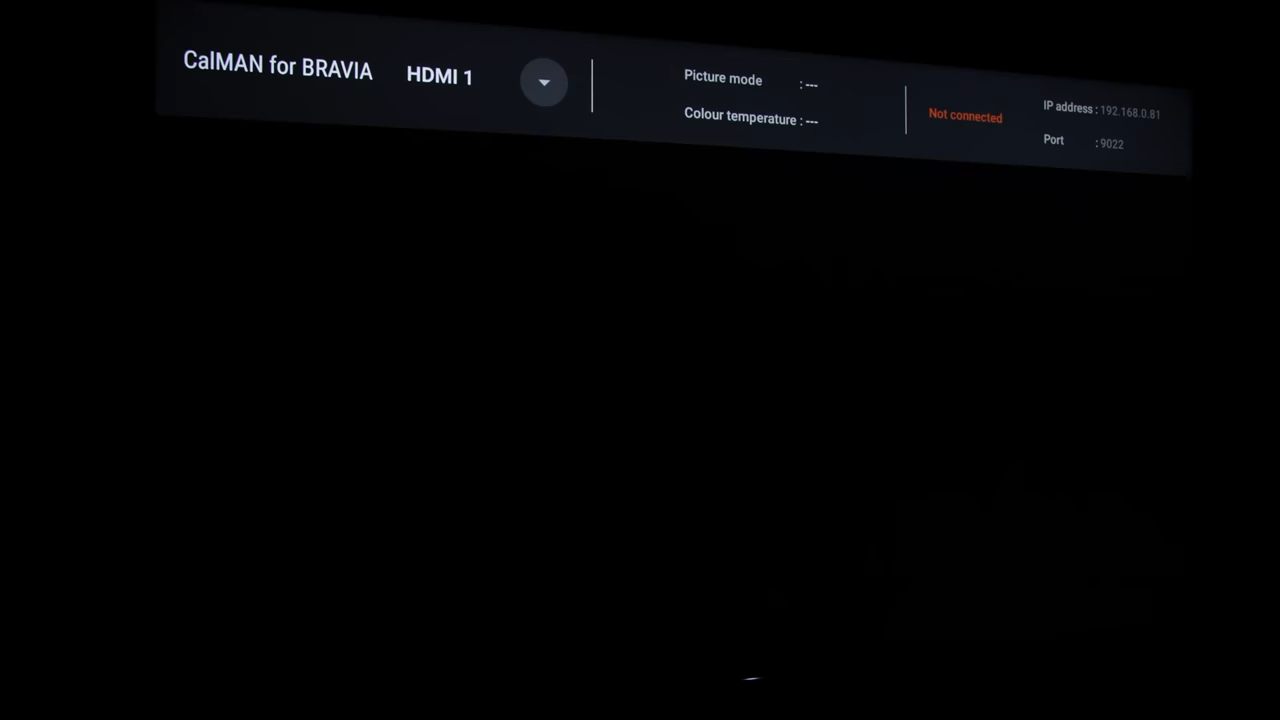 CalMAN for BRAVIA HDMI 1
Picture mode : ---
Colour temperature : ---
Not connected
IP address : 192.168.0.81
Port : 9022